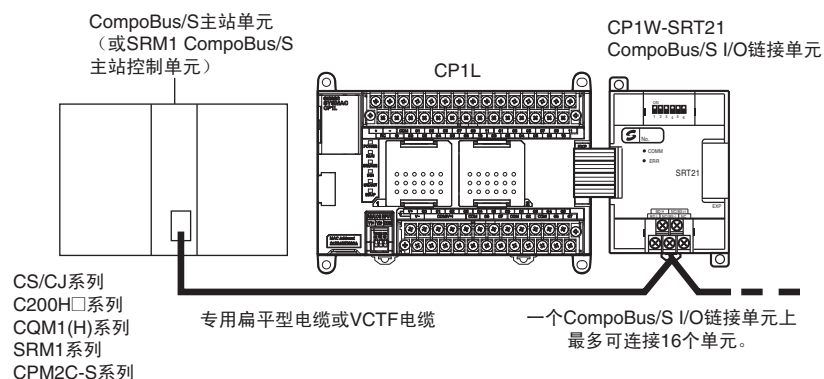 CompoBus/S主站单元
（或SRM1 CompoBus/S
主站控制单元）
CP1W-SRT21
CompoBus/S I/O链接单元
CP1L
SYSMAC
CP1L
No.
COMM
ERR
SRT21
EXP
CS/CJ系列
C200H□系列
CQM1(H)系列
SRM1系列
CPM2C-S系列
专用扁平型电缆或VCTF电缆
一个CompoBus/S I/O链接单元上
最多可连接16个单元。